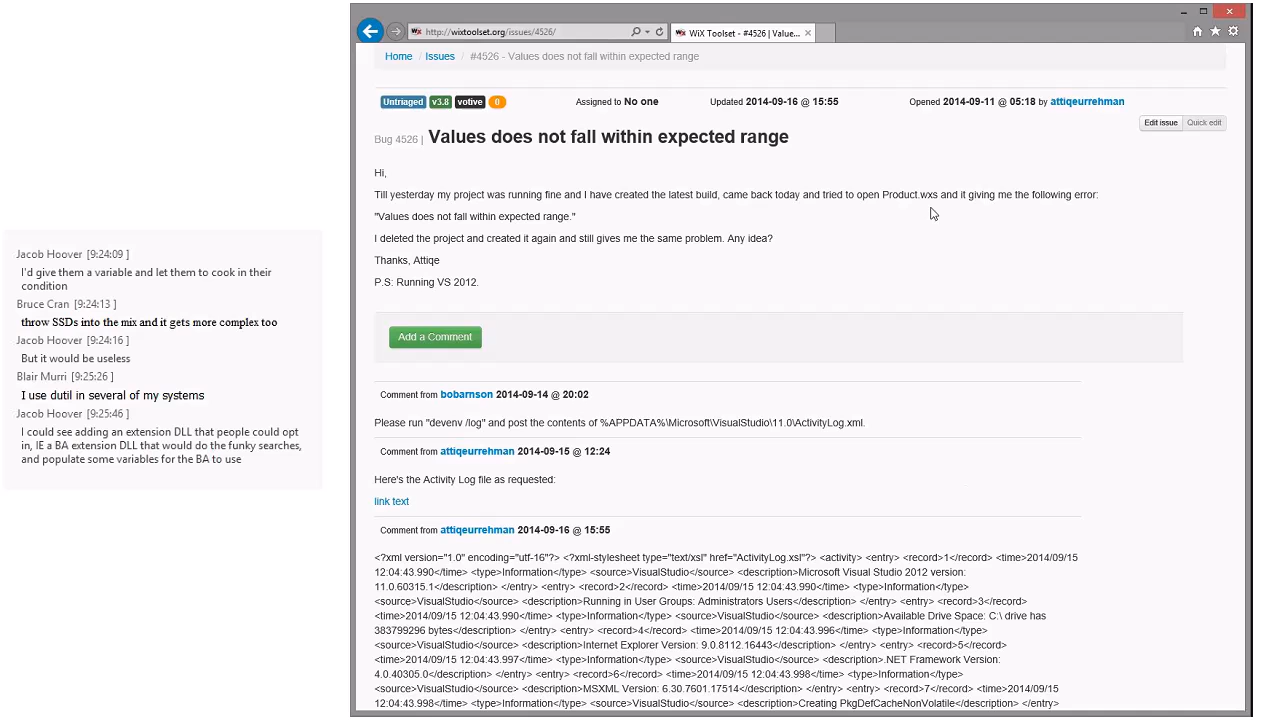 Jacob Hoover [9:24:09 ]
I'd give them a variable and let them to cook in their
condition
Bruce Cran [9:24:13 ]
throw SSDs into the mix and it gets more complex too
Jacob Hoover [9:24:16 ]
But it would be useless
Blair Murri [9:25:26 ]
I use dutil in several of my systems
Jacob Hoover [9:25:46 ]
I could see adding an extension DLL that people could opt
in, IE a BA extension DLL that would do the funky searches,
and populate some variables for the BA to use
http://wixtoolset.org/issues/4526/
WiX Toolset - #4526 | Value...
Home / Issues / #4526 - Values does not fall within expected range
Untriaged v3.8 votive 0 Assigned to No one Updated 2014-09-16 @ 15:55 Opened 2014-09-11 @ 05:18 by attiqeurrehman
Edit issue Quick edit
Bug 4526 | Values does not fall within expected range
Hi,
Till yesterday my project was running fine and I have created the latest build, came back today and tried to open Product.wxs and it giving me the following error:
"Values does not fall within expected range."
I deleted the project and created it again and still gives me the same problem. Any idea?
Thanks, Attiqe
P.S: Running VS 2012.
Add a Comment
Comment from bobarnson 2014-09-14 @ 20:02
Please run "devenv /log" and post the contents of %APPDATA%\Microsoft\VisualStudio\11.0\ActivityLog.xml.
Comment from attiqeurrehman 2014-09-15 @ 12:24
Here's the Activity Log file as requested:
link text
Comment from attiqeurrehman 2014-09-16 @ 15:55
<?xml version="1.0" encoding="utf-16"?> <?xml-stylesheet type="text/xsl" href="ActivityLog.xsl"?> <activity> <entry> <record>1</record> <time>2014/09/15
12:04:43.990</time> <type>Information</type> <source>VisualStudio</source> <description>Microsoft Visual Studio 2012 version:
11.0.60315.1</description> </entry> <entry> <record>2</record> <time>2014/09/15 12:04:43.990</time> <type>Information</type>
<source>VisualStudio</source> <description>Running in User Groups: Administrators Users</description> </entry> <entry> <record>3</record>
<time>2014/09/15 12:04:43.990</time> <type>Information</type> <source>VisualStudio</source> <description>Available Drive Space: C:\ drive has
383799296 bytes</description> </entry> <entry> <record>4</record> <time>2014/09/15 12:04:43.996</time> <type>Information</type>
<source>VisualStudio</source> <description>Internet Explorer Version: 9.0.8112.16443</description> </entry> <entry> <record>5</record>
<time>2014/09/15 12:04:43.997</time> <type>Information</type> <source>VisualStudio</source> <description>.NET Framework Version:
4.0.40305.0</description> </entry> <entry> <record>6</record> <time>2014/09/15 12:04:43.998</time> <type>Information</type>
<source>VisualStudio</source> <description>MSXML Version: 6.30.7601.17514</description> </entry> <entry> <record>7</record> <time>2014/09/15
12:04:43.998</time> <type>Information</type> <source>VisualStudio</source> <description>Creating PkgDefCacheNonVolatile</description> </entry>